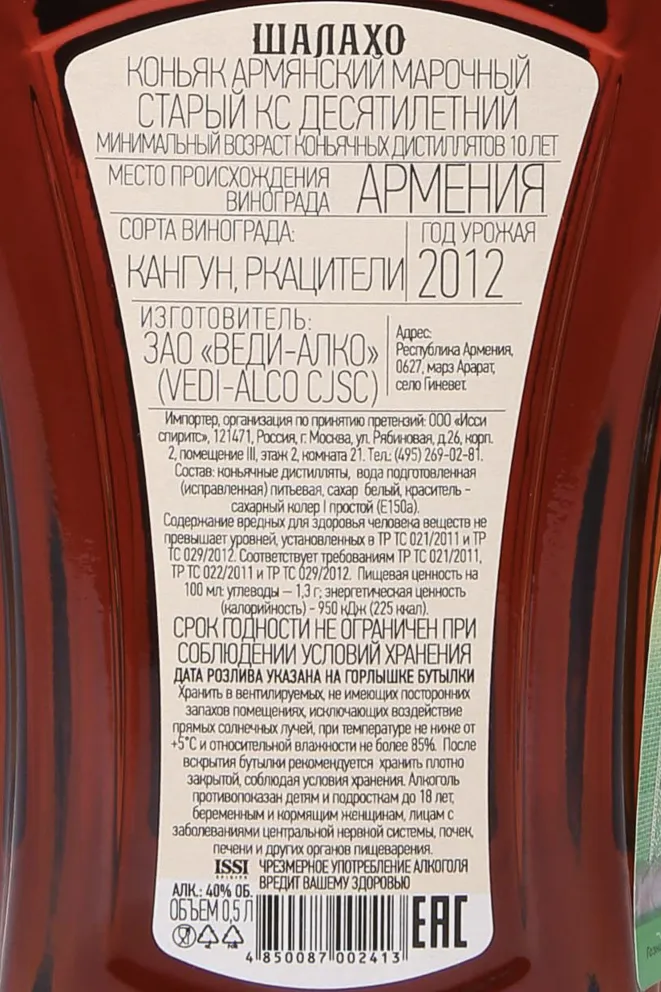 ШАЛАХО
КОНЬЯК АРМЯНСКИЙ МАРОЧНЫЙ
СТАРЫЙ КС ДЕСЯТИЛЕТНИЙ
МИНИМАЛЬНЫЙ ВОЗРАСТ КОНЬЯЧНЫХ ДИСТИЛЛЯТОВ 10 ЛЕТ
МЕСТО ПРОИСХОЖДЕНИЯ
ВИНОГРАДА
АРМЕНИЯ
СОРТА ВИНОГРАДА:
КАНГУН, РКАЦИТЕЛИ
ГОД УРОЖАЯ
2012
ИЗГОТОВИТЕЛЬ:
ЗАО «ВЕДИ-АЛКО»
(VEDI-ALCO CJSC)
Адрес:
Республика Армения,
0627, марз Арарат,
село Гиневет.
Импортер, организация по принятию претензий: ООО «Исси
спиритс», 121471, Россия, г. Москва, ул. Рябиновая, д.26, корп.
2, помещение III, этаж 2, комната 21. Тел.: (495) 269-02-81.
Состав: коньячные дистилляты, вода подготовленная
(исправленная) питьевая, сахар белый, краситель -
сахарный колер I простой (Е150а).
Содержание вредных для здоровья человека веществ не
превышает уровней, установленных в ТР ТС 021/2011 и ТР
ТС 029/2012. Соответствует требованиям ТР ТС 021/2011,
ТР ТС 022/2011 и ТР ТС 029/2012. Пищевая ценность на
100 мл: углеводы – 1,3 г; энергетическая ценность
(калорийность) - 950 кДж (225 ккал).
СРОК ГОДНОСТИ НЕ ОГРАНИЧЕН ПРИ
СОБЛЮДЕНИИ УСЛОВИЙ ХРАНЕНИЯ
ДАТА РОЗЛИВА УКАЗАНА НА ГОРЛЫШКЕ БУТЫЛКИ
Хранить в вентилируемых, не имеющих посторонних
запахов помещениях, исключающих воздействие
прямых солнечных лучей, при температуре не ниже от
+5°С и относительной влажности не более 85%. После
вскрытия бутылки рекомендуется хранить плотно
закрытой, соблюдая условия хранения. Алкоголь
противопоказан детям и подросткам до 18 лет,
беременным и кормящим женщинам, лицам с
заболеваниями центральной нервной системы, почек,
печени и других органов пищеварения.
ISSI
SPIRITS
ЧРЕЗМЕРНОЕ УПОТРЕБЛЕНИЕ АЛКОГОЛЯ
ВРЕДИТ ВАШЕМУ ЗДОРОВЬЮ
АЛК.: 40% ОБ.
ОБЪЕМ 0,5 Л
4 850087 002413
EAC